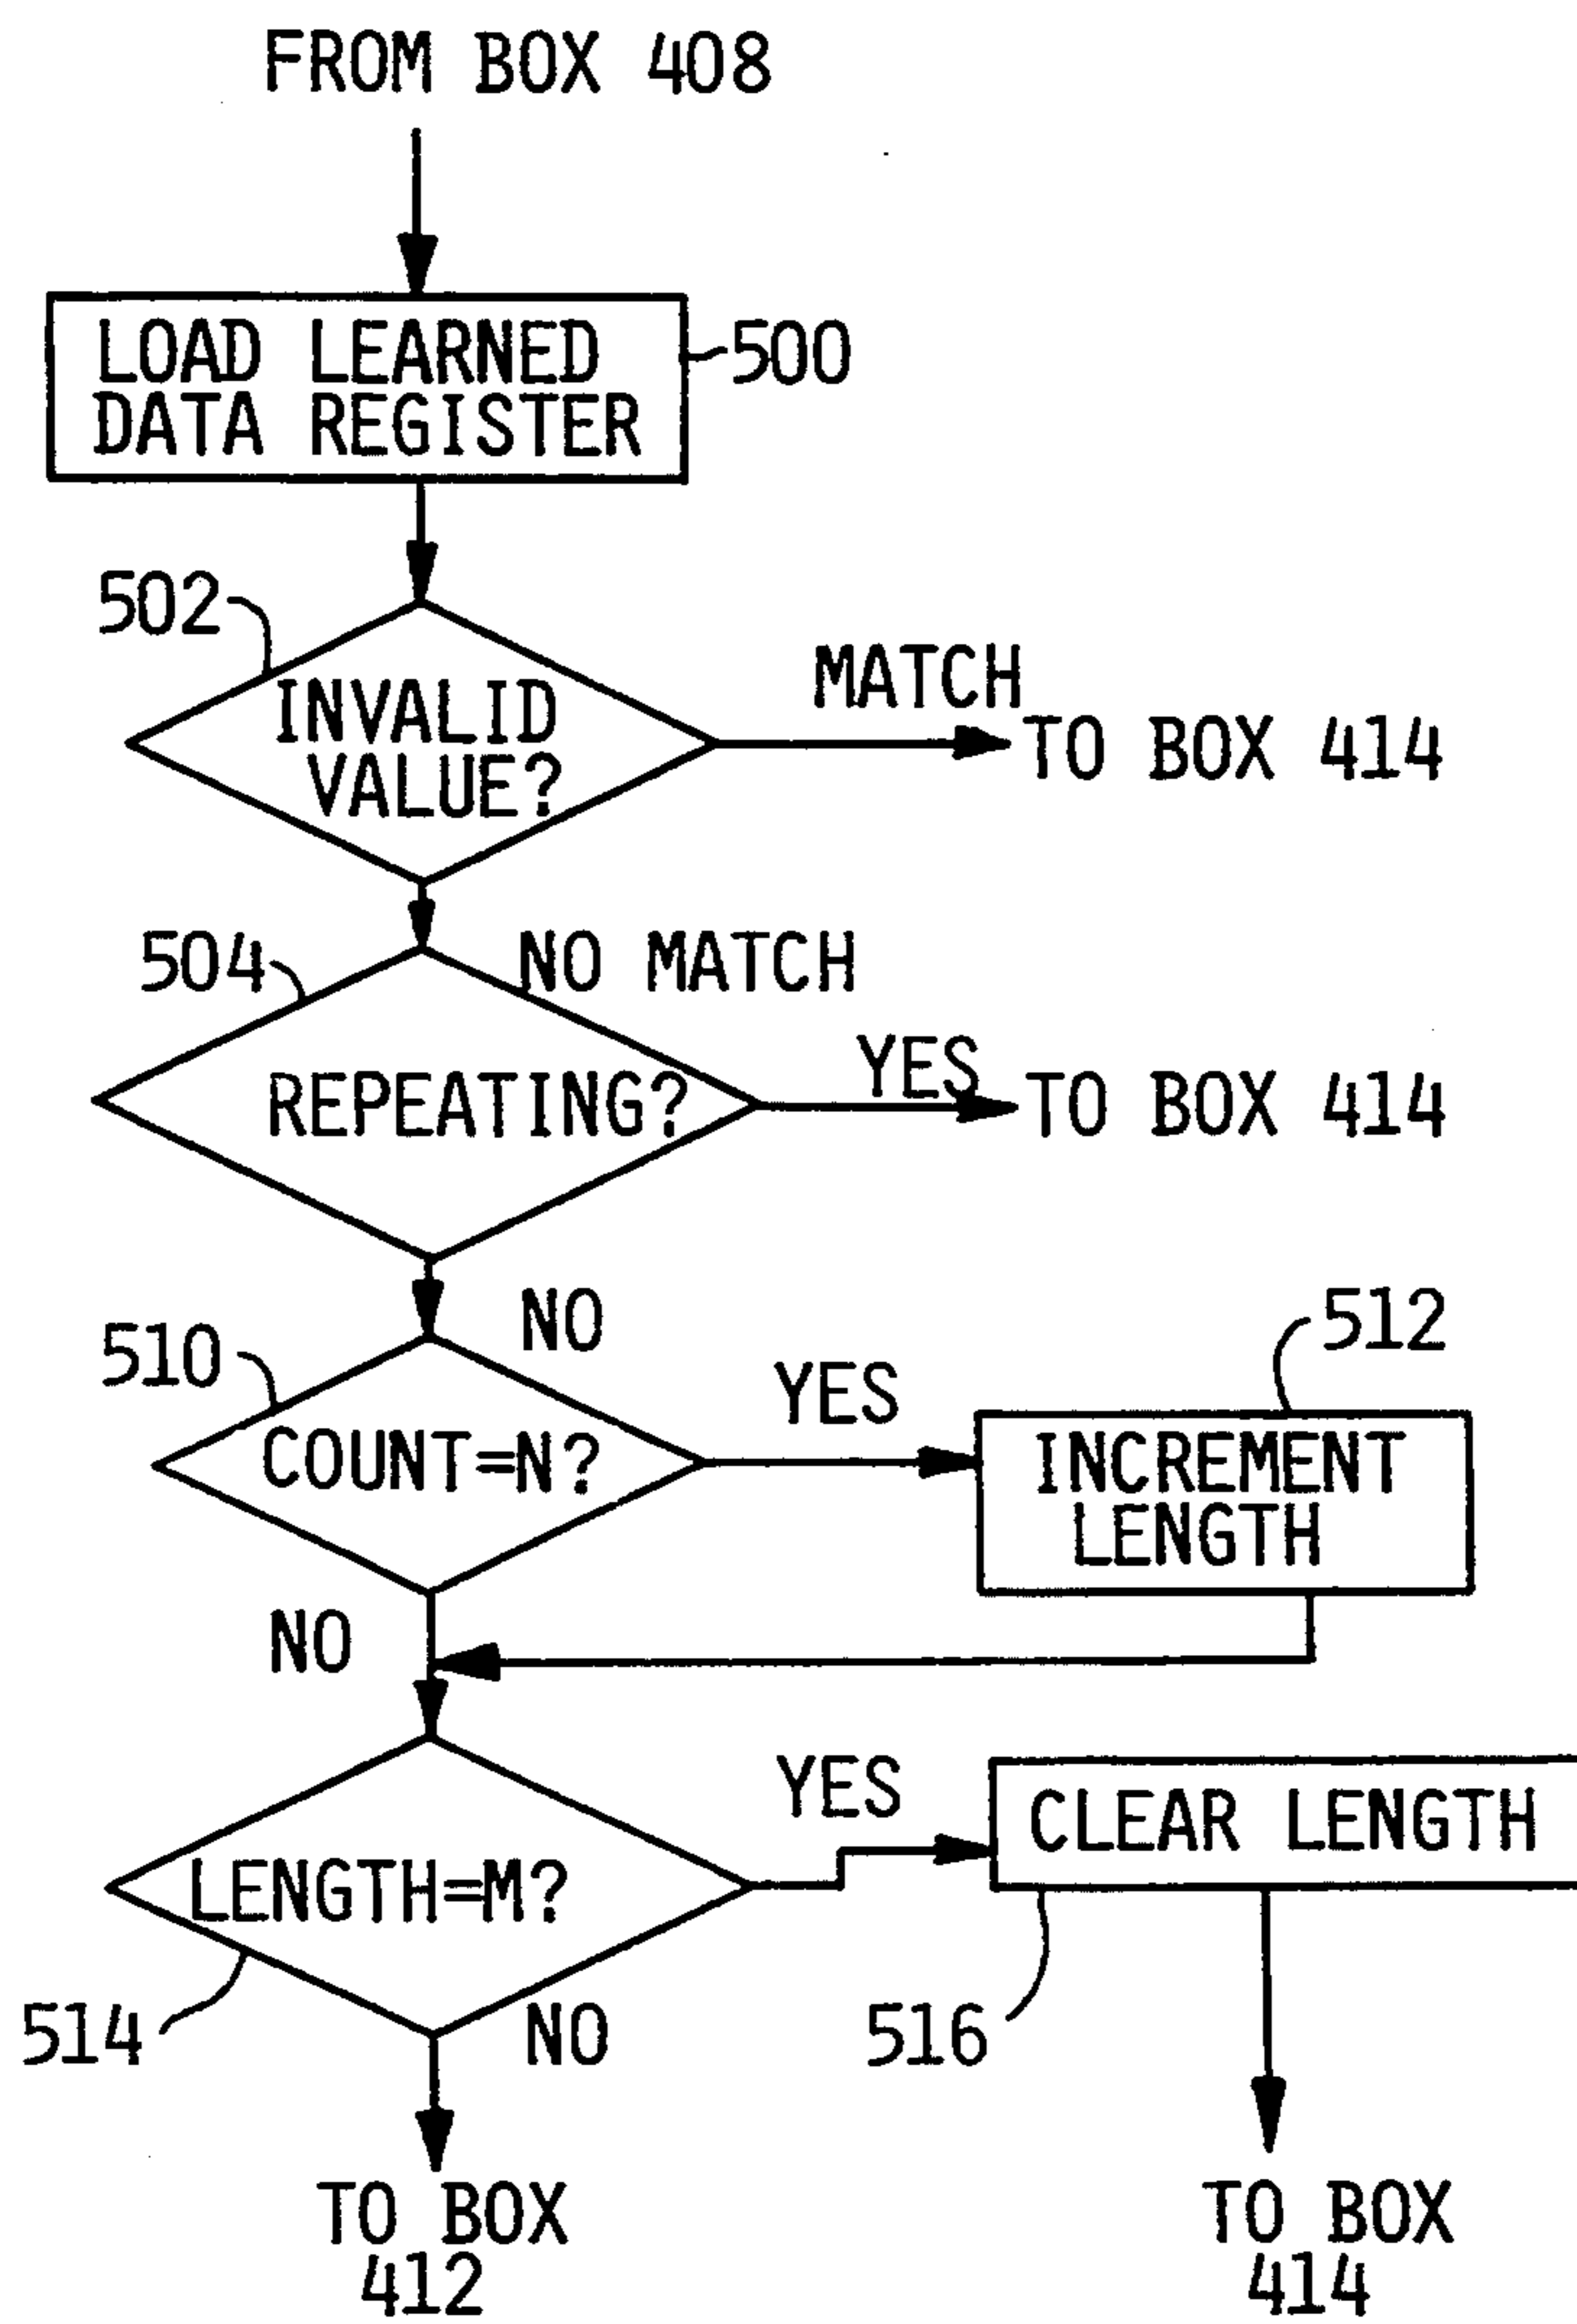 FROM BOX 408
LOAD LEARNED
DATA REGISTER
500
502
INVALID
VALUE?
MATCH
TO BOX 414
504
NO MATCH
REPEATING?
YES
TO BOX 414
NO
510
COUNT=N?
YES
512
INCREMENT
LENGTH
NO
LENGTH=M?
YES
CLEAR LENGTH
514
NO
516
TO BOX
412
TO BOX
414